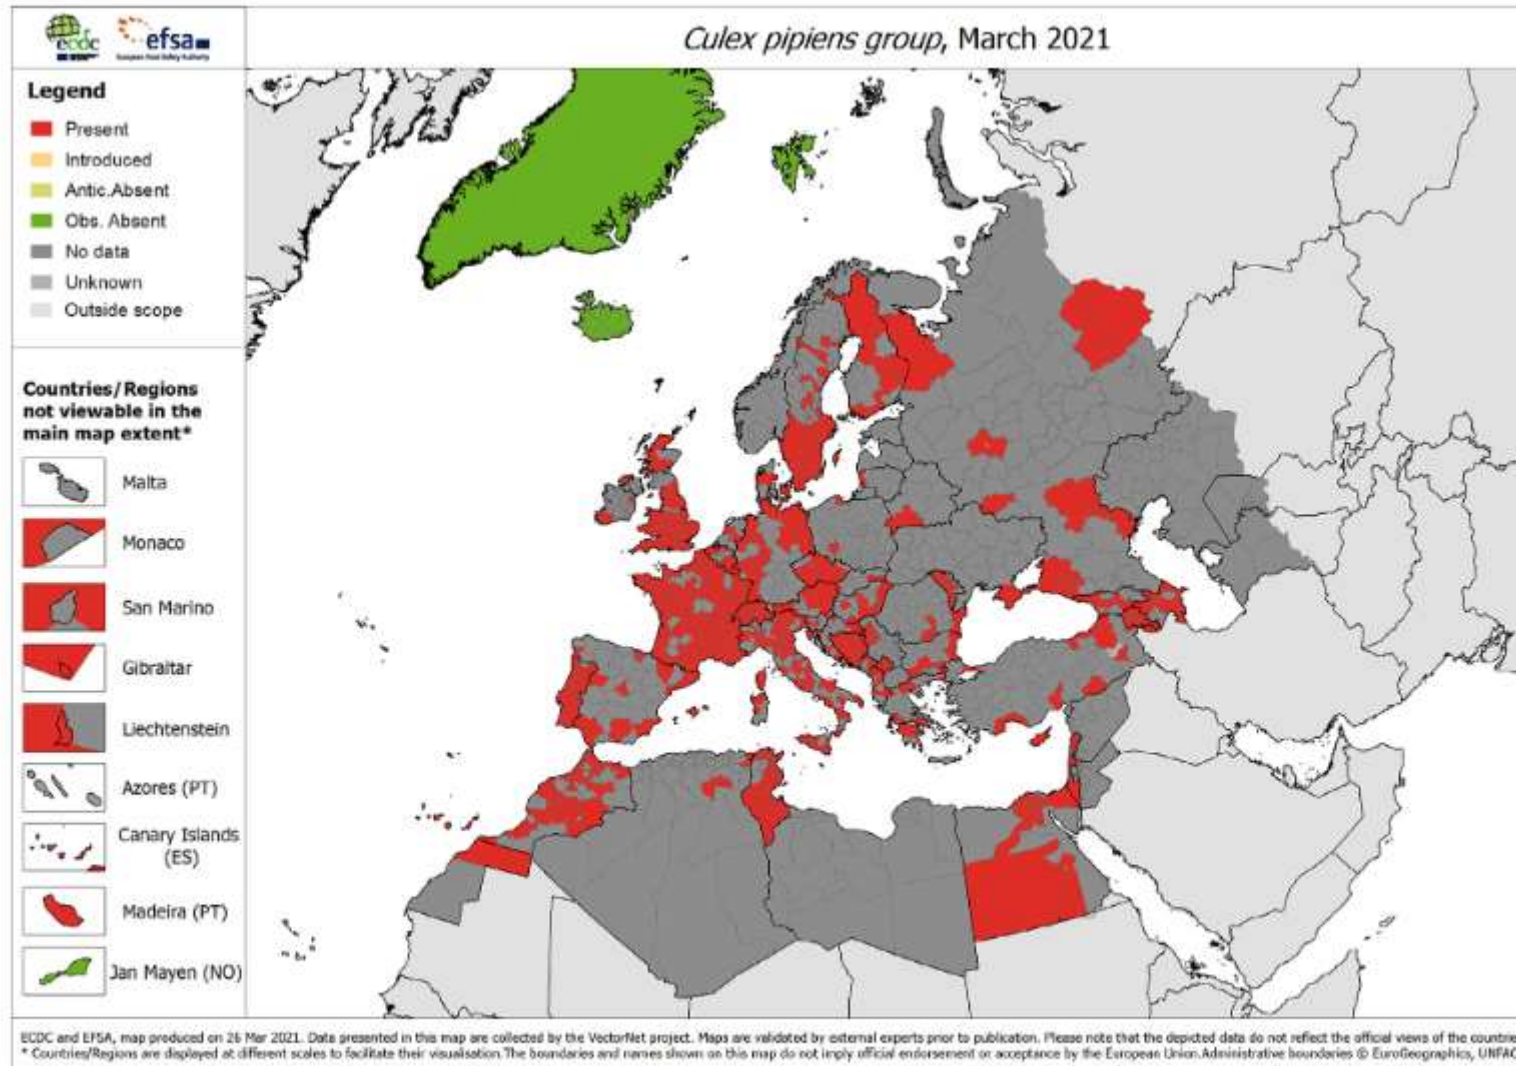 ecdc
efsa
European Food Safety Authority
Culex pipiens group, March 2021
Legend
Present
Introduced
Antic.Absent
Obs. Absent
No data
Unknown
Outside scope
Countries/Regions
not viewable in the
main map extent*
Malta
Monaco
San Marino
Gibraltar
Liechtenstein
Azores (PT)
Canary Islands
(ES)
Madeira (PT)
Jan Mayen (NO)
ECDC and EFSA, map produced on 26 Mar 2021. Data presented in this map are collected by the VectorNet project. Maps are validated by external experts prior to publication. Please note that the depicted data do not reflect the official views of the countrie
* Countries/Regions are displayed at different scales to facilitate their visualisation. The boundaries and names shown on this map do not imply official endorsement or acceptance by the European Union. Administrative boundaries © EuroGeographics, UNFAO